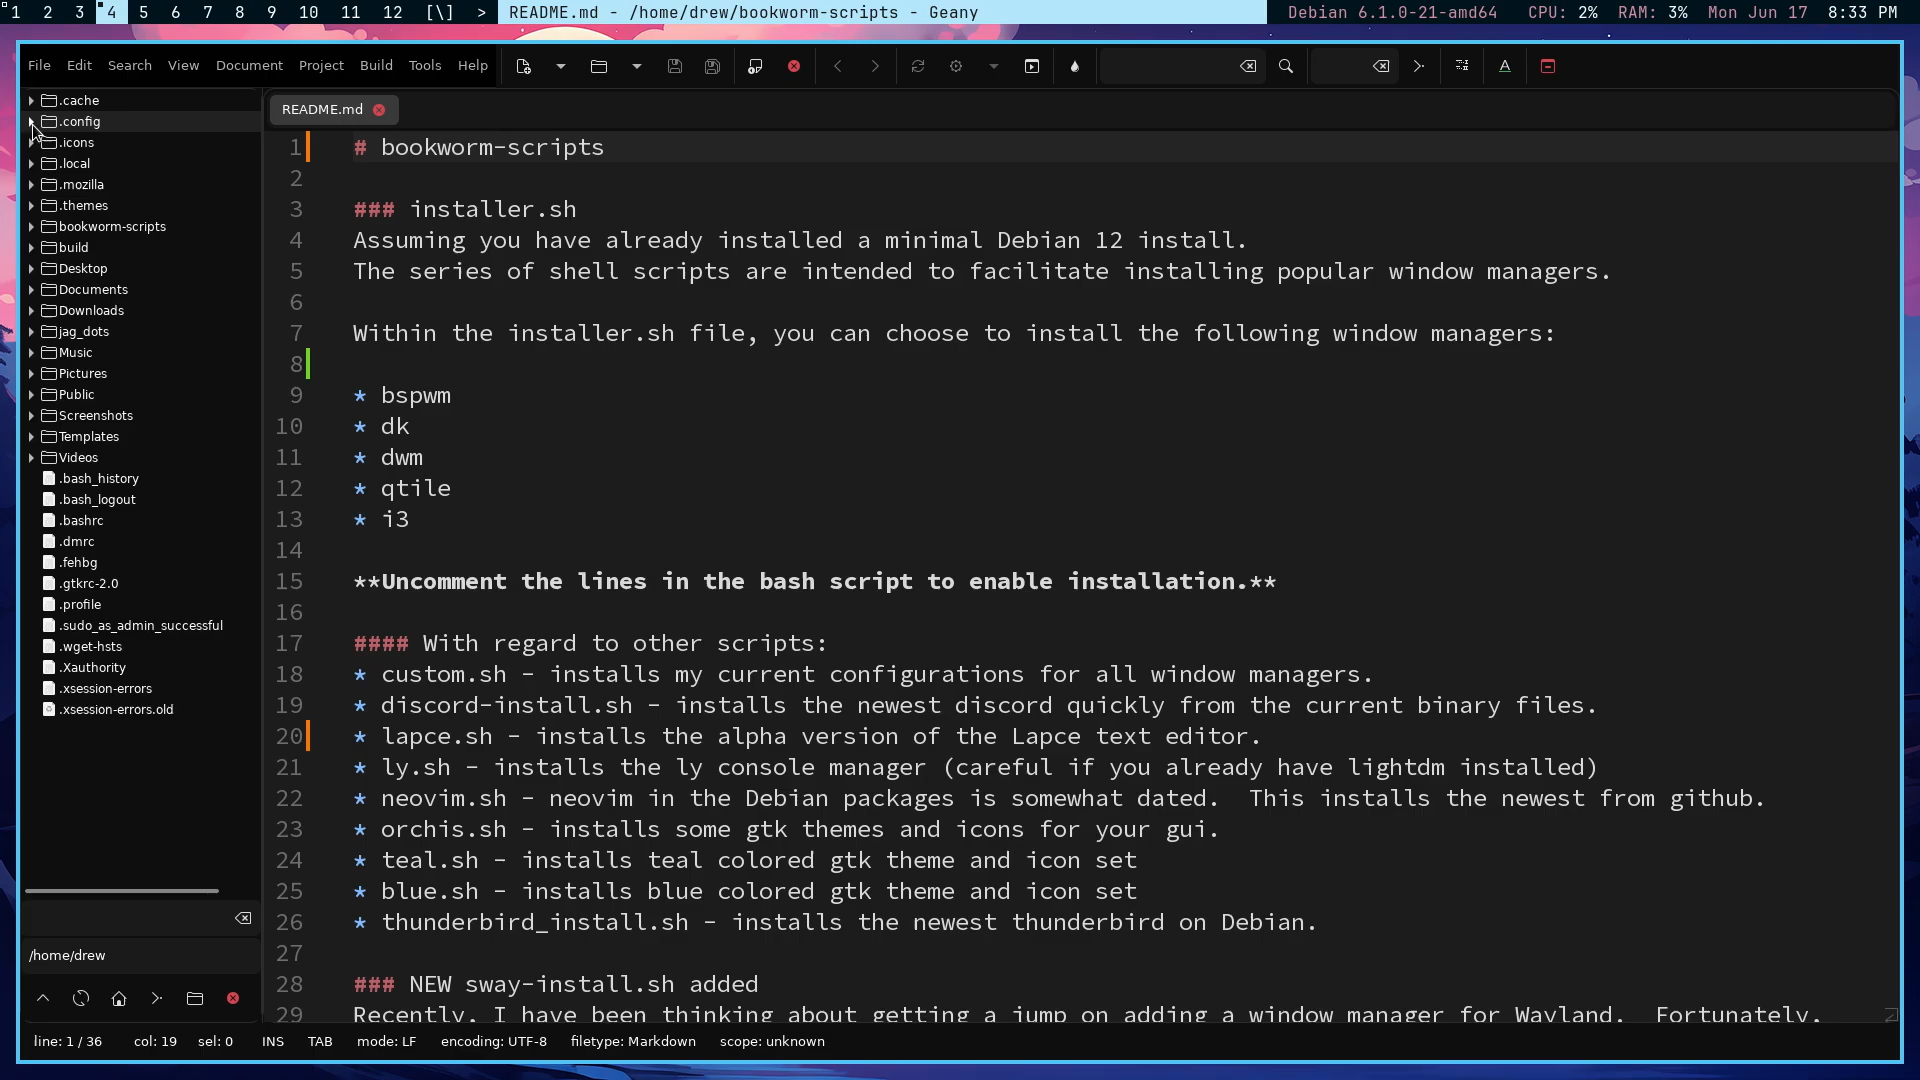 1 2 3 4 5 6 7 8 9 10 11 12 [\] > README.md - /home/drew/bookworm-scripts - Geany Debian 6.1.0-21-amd64 CPU: 2% RAM: 3% Mon Jun 17 8:33 PM
File Edit Search View Document Project Build Tools Help
.cache
.config
.icons
.local
.mozilla
.themes
bookworm-scripts
build
Desktop
Documents
Downloads
jag_dots
Music
Pictures
Public
Screenshots
Templates
Videos
.bash_history
.bash_logout
.bashrc
.dmrc
.fehbg
.gtkrc-2.0
.profile
.sudo_as_admin_successful
.wget-hsts
.Xauthority
.xsession-errors
.xsession-errors.old
/home/drew
README.md
1 # bookworm-scripts
2
3 ### installer.sh
4 Assuming you have already installed a minimal Debian 12 install.
5 The series of shell scripts are intended to facilitate installing popular window managers.
6
7 Within the installer.sh file, you can choose to install the following window managers:
8
9 * bspwm
10 * dk
11 * dwm
12 * qtile
13 * i3
14
15 **Uncomment the lines in the bash script to enable installation.**
16
17 #### With regard to other scripts:
18 * custom.sh - installs my current configurations for all window managers.
19 * discord-install.sh - installs the newest discord quickly from the current binary files.
20 * lapce.sh - installs the alpha version of the Lapce text editor.
21 * ly.sh - installs the ly console manager (careful if you already have lightdm installed)
22 * neovim.sh - neovim in the Debian packages is somewhat dated.  This installs the newest from github.
23 * orchis.sh - installs some gtk themes and icons for your gui.
24 * teal.sh - installs teal colored gtk theme and icon set
25 * blue.sh - installs blue colored gtk theme and icon set
26 * thunderbird_install.sh - installs the newest thunderbird on Debian.
27
28 ### NEW sway-install.sh added
29 Recently, I have been thinking about getting a jump on adding a window manager for Wayland.  Fortunately,
line: 1 / 36 col: 19 sel: 0 INS TAB mode: LF encoding: UTF-8 filetype: Markdown scope: unknown